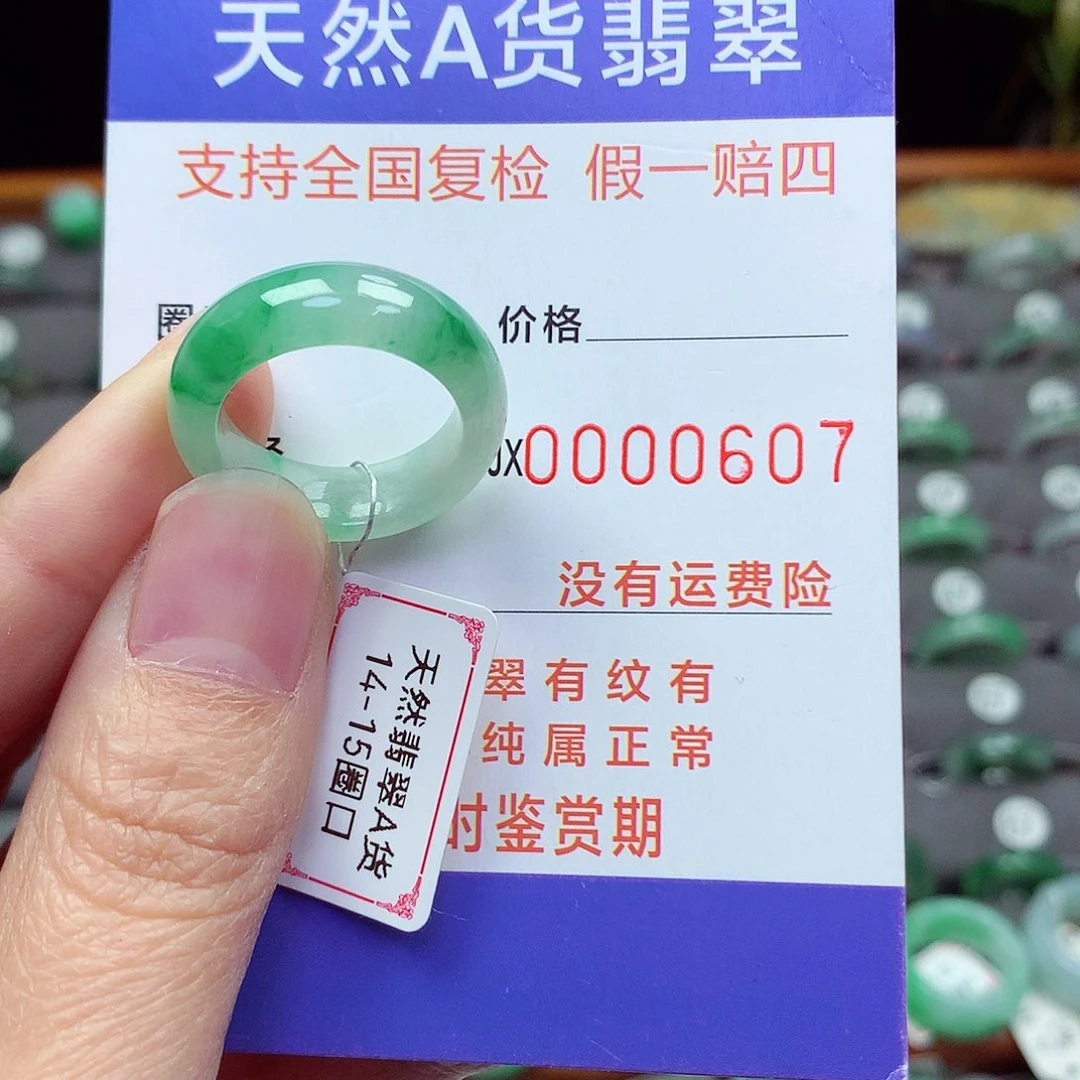 天然A货翡翠
支持全国复检 假一赔四
圈
价格
JX0000607
没有运费险
翠有纹有
纯属正常
时鉴赏期
天然翡翠A货
14-15圈口